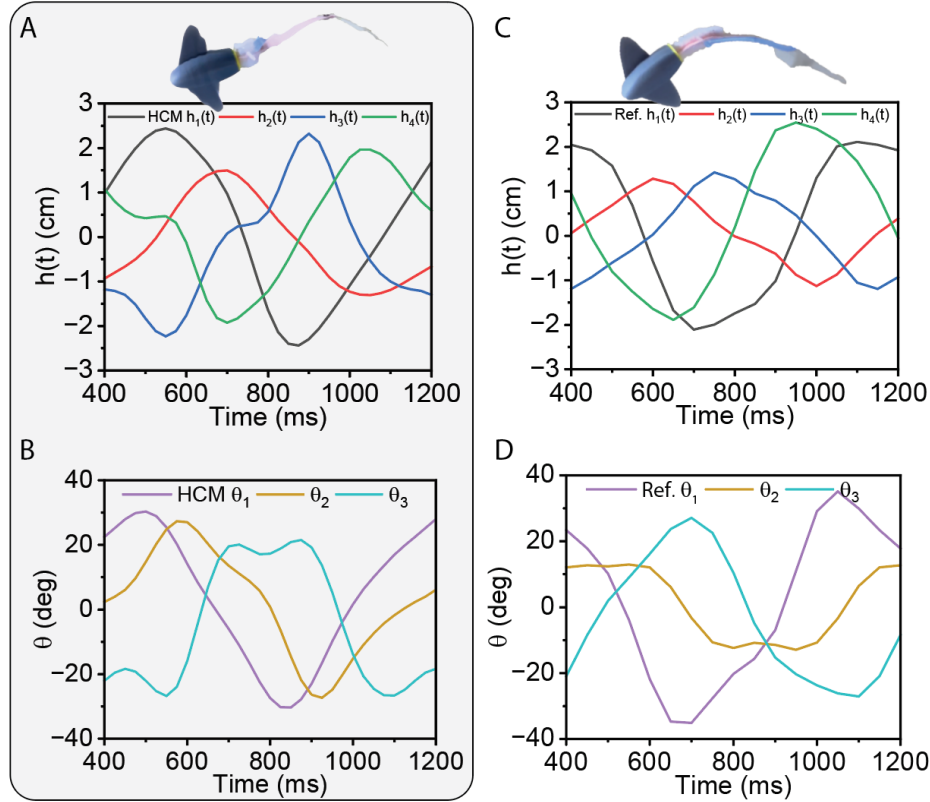 A
3
2
1
0
−1
−2
−3
h(t) (cm)
HCM h₁(t) h₂(t) h₃(t) h₄(t)
400 600 800 1000 1200
Time (ms)
B
40
20
0
−20
−40
θ (deg)
HCM θ₁ θ₂ θ₃
400 600 800 1000 1200
Time (ms)
C
3
2
1
0
−1
−2
−3
h(t) (cm)
Ref. h₁(t) h₂(t) h₃(t) h₄(t)
400 600 800 1000 1200
Time (ms)
D
40
20
0
−20
−40
θ (deg)
Ref. θ₁ θ₂ θ₃
400 600 800 1000 1200
Time (ms)